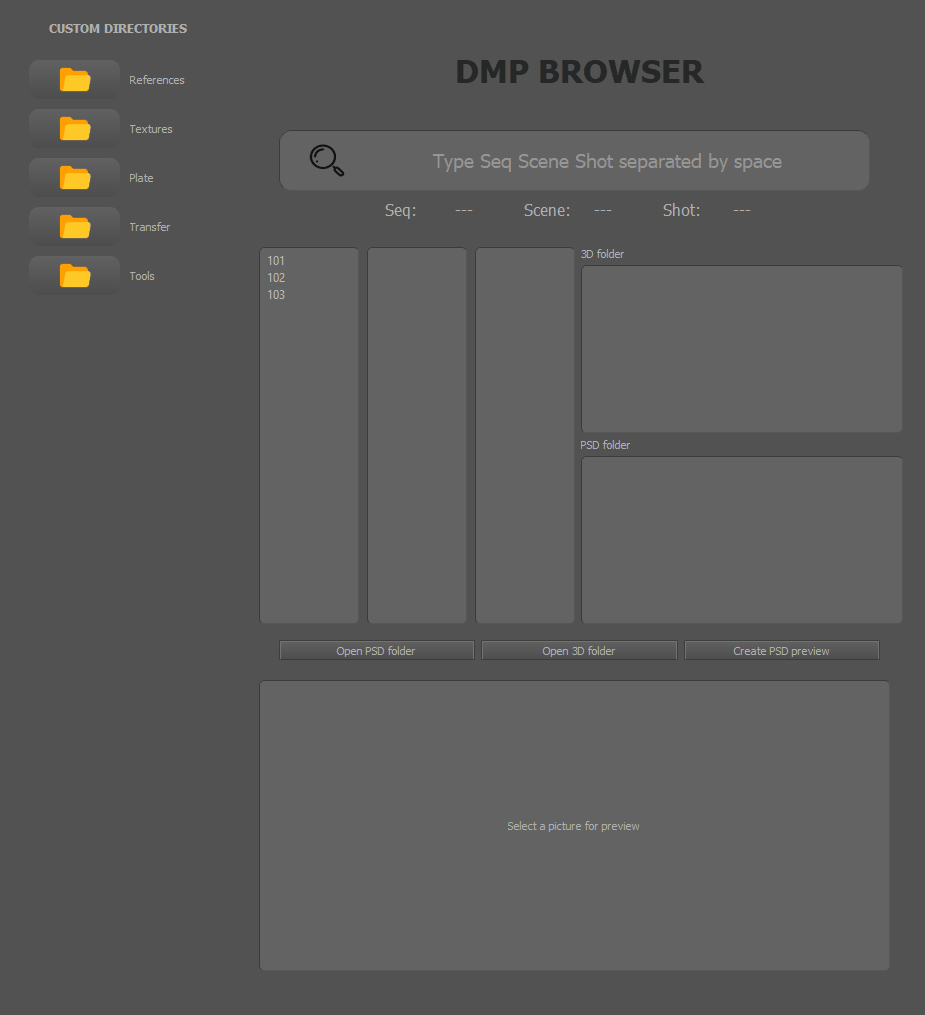 CUSTOM DIRECTORIES
References
Textures
Plate
Transfer
Tools
DMP BROWSER
Type Seq Scene Shot separated by space
Seq: --- Scene: --- Shot: ---
101
102
103
3D folder
PSD folder
Open PSD folder
Open 3D folder
Create PSD preview
Select a picture for preview